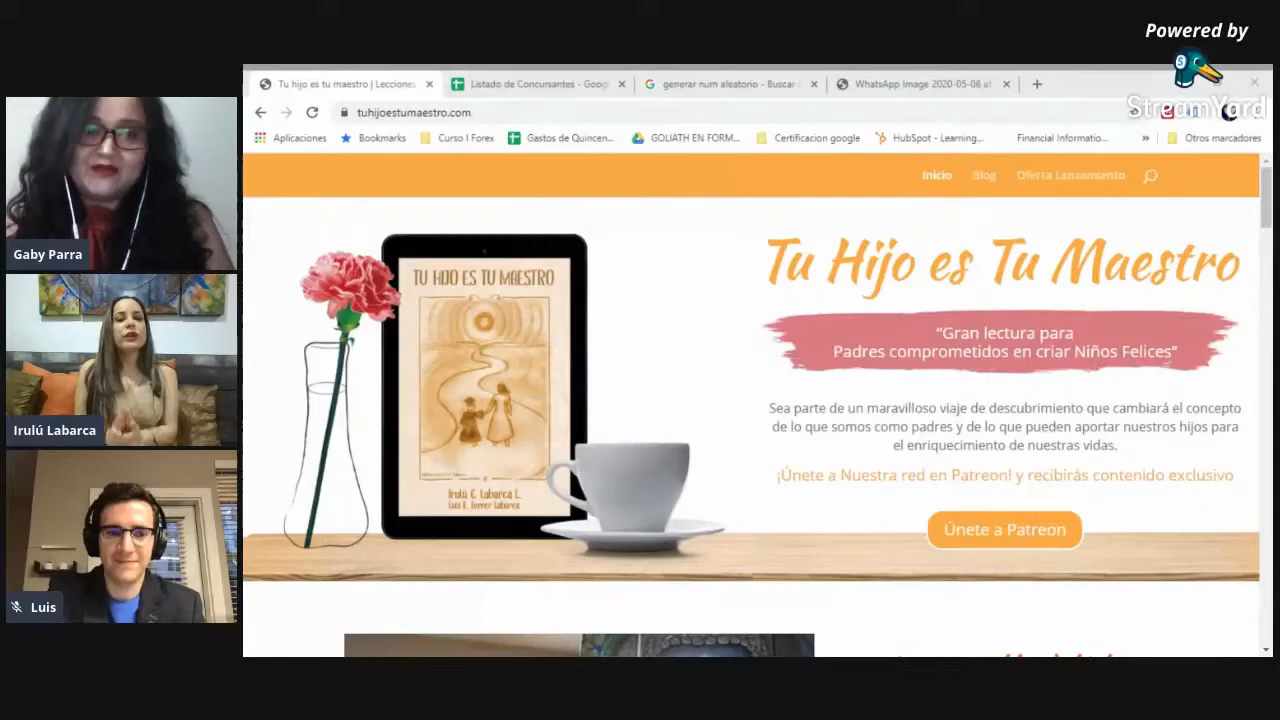 Powered by
StreamYard
Tu hijo es tu maestro | Lecciones
Listado de Concursantes - Goog
generar num aleatorio - Buscar
WhatsApp Image 2020-05-08 at
tuhijoestumaestro.com
Aplicaciones
Bookmarks
Curso I Forex
Gastos de Quincen...
GOLIATH EN FORM...
Certificacion google
HubSpot - Learning...
Financial Informatio...
»
Otros marcadores
Inicio
Blog
Oferta Lanzamiento
Gaby Parra
Irulú Labarca
Luis
TU HIJO ES TU MAESTRO
Irulú C. Labarca L.
Luis E. Ferrer Labarca
Tu Hijo es Tu Maestro
“Gran lectura para
Padres comprometidos en criar Niños Felices”
Sea parte de un maravilloso viaje de descubrimiento que cambiará el concepto
de lo que somos como padres y de lo que pueden aportar nuestros hijos para
el enriquecimiento de nuestras vidas.
¡Únete a Nuestra red en Patreon! y recibirás contenido exclusivo
Únete a Patreon